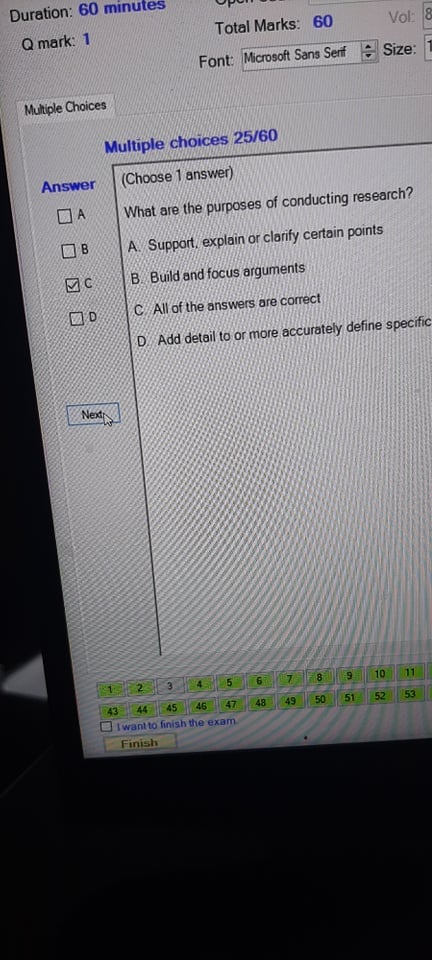 Duration: 60 minutes
Q mark: 1
Total Marks: 60
Vol: 8
Font: Microsoft Sans Serif
Size: 1
Multiple Choices
Multiple choices 25/60
Answer
A
B
C
D
(Choose 1 answer)
What are the purposes of conducting research?
A. Support, explain or clarify certain points
B. Build and focus arguments
C. All of the answers are correct
D. Add detail to or more accurately define specific
Next
1 2 3 4 5 6 7 8 9 10 11
43 44 45 46 47 48 49 50 51 52 53
I want to finish the exam.
Finish